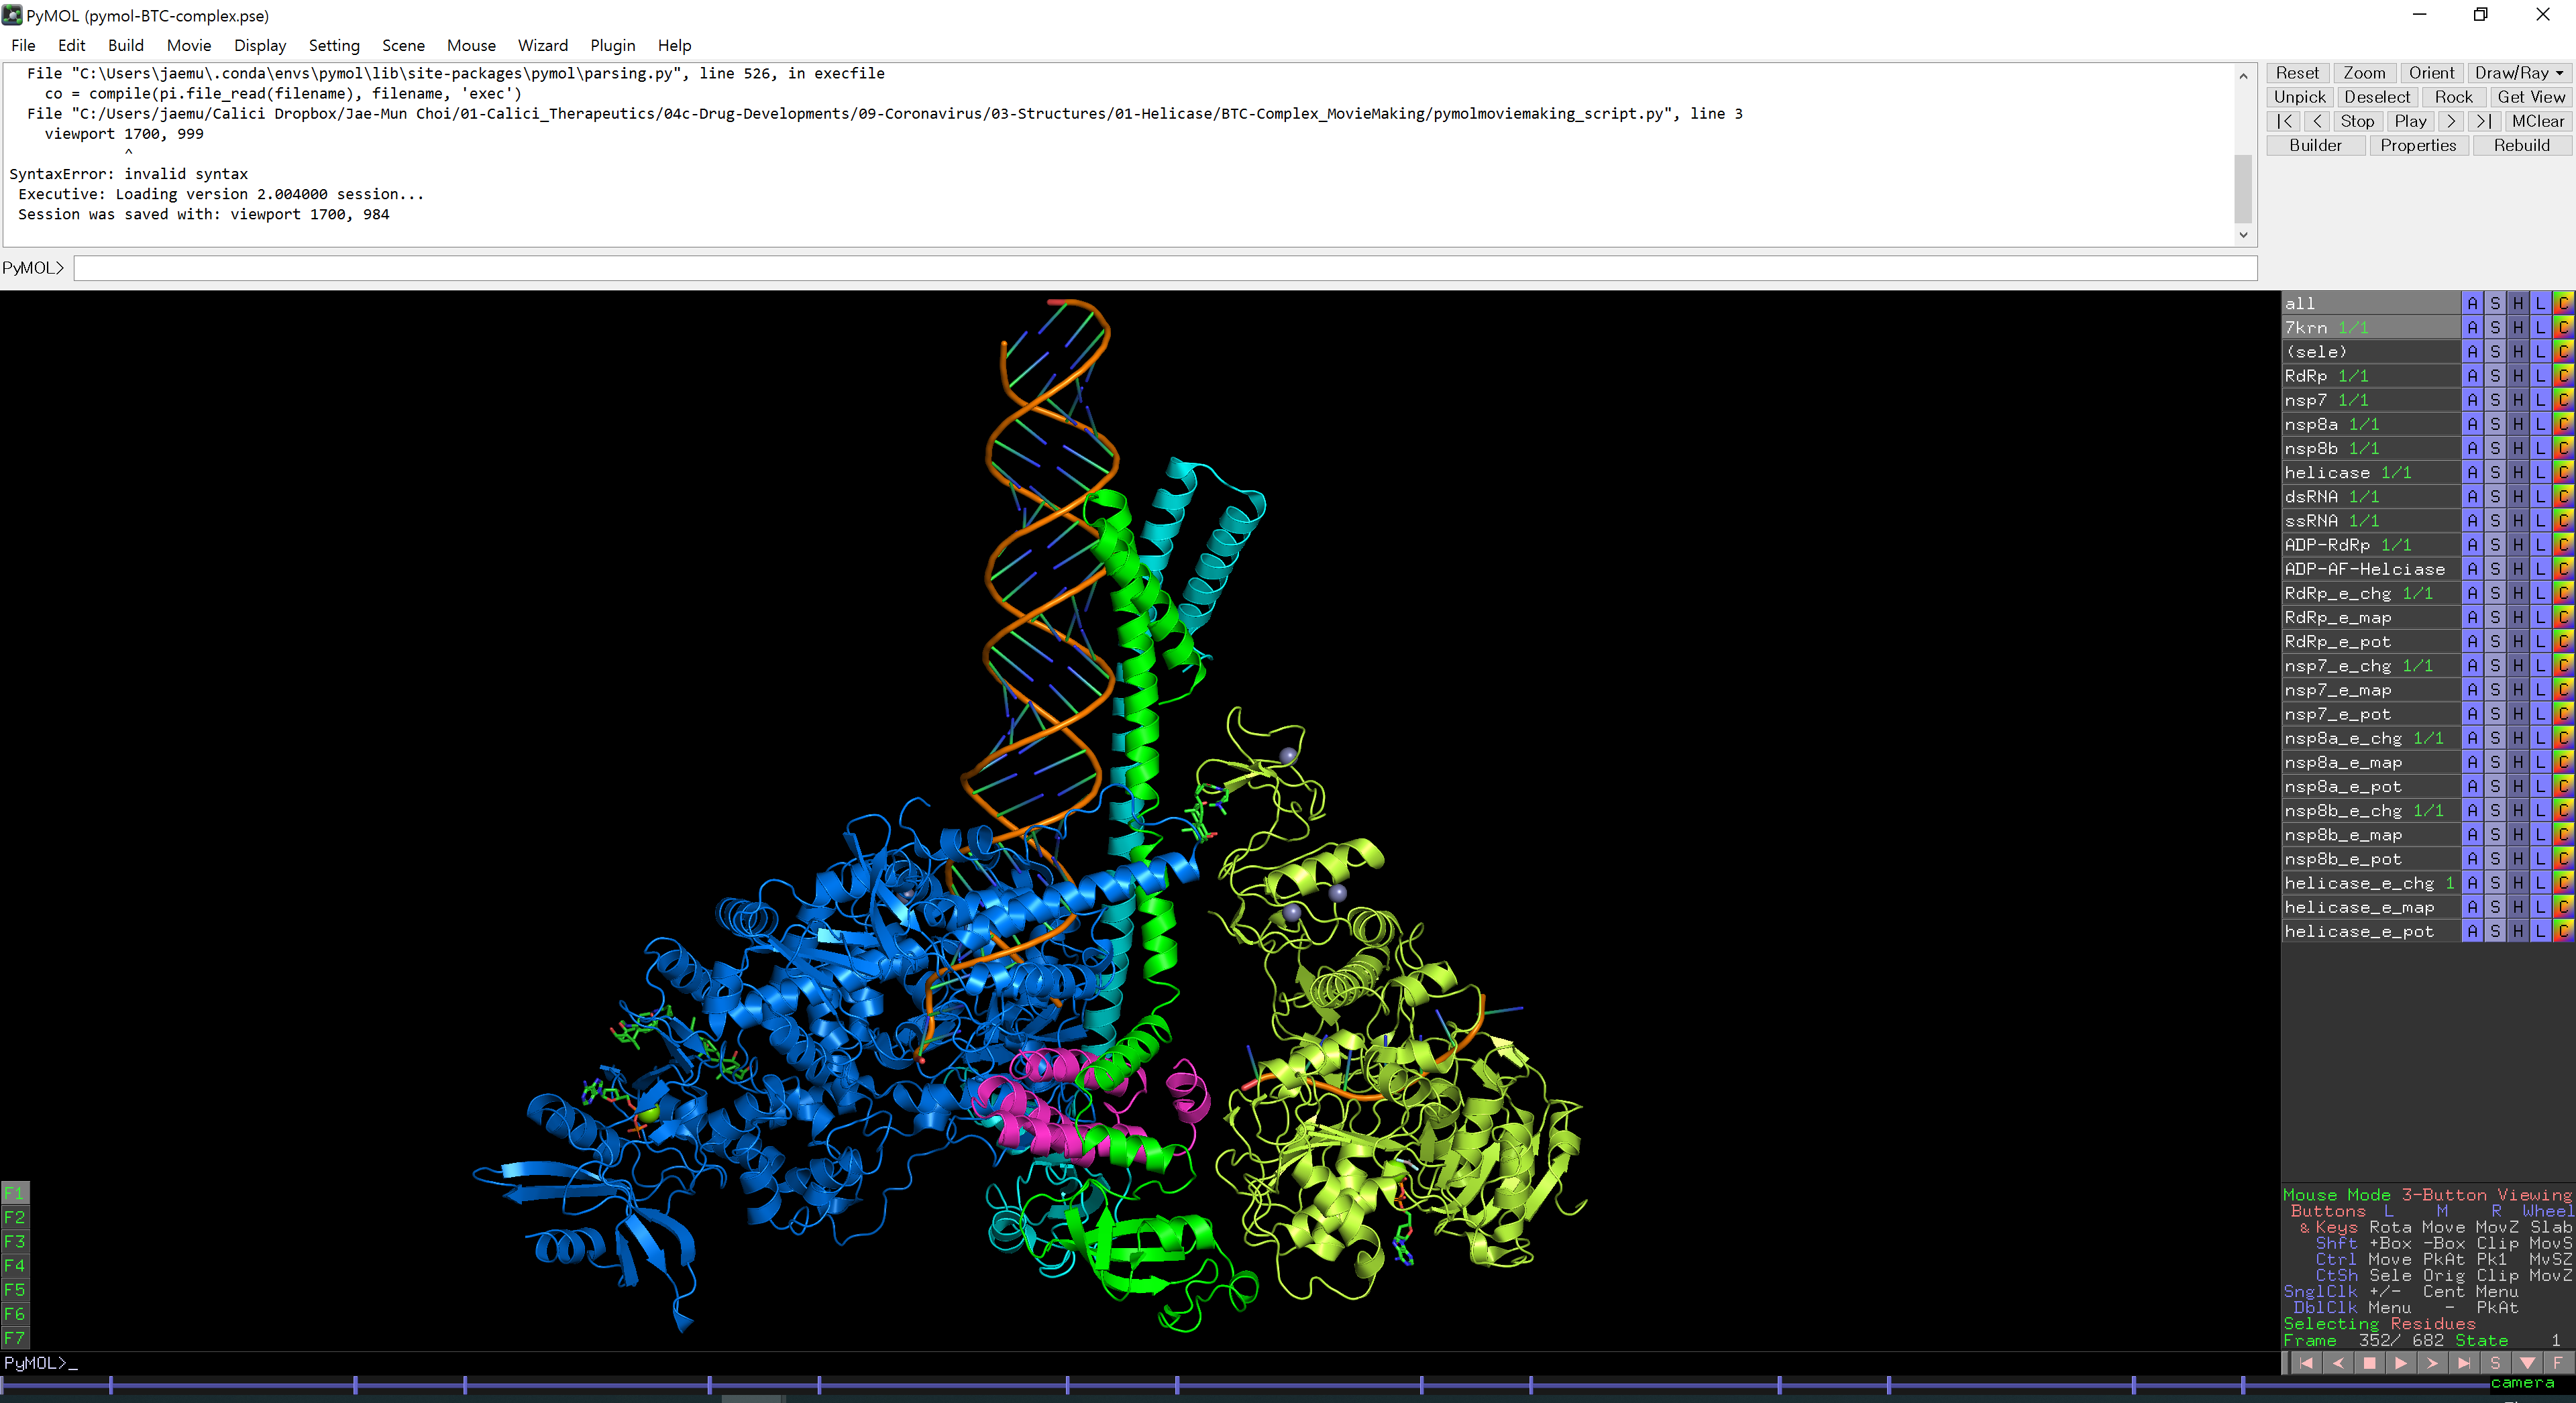 PyMOL (pymol-BTC-complex.pse)
File Edit Build Movie Display Setting Scene Mouse Wizard Plugin Help
File "C:\Users\jaemu\.conda\envs\pymol\lib\site-packages\pymol\parsing.py", line 526, in execfile
co = compile(pi.file_read(filename), filename, 'exec')
File "C:/Users/jaemu/Calici Dropbox/Jae-Mun Choi/01-Calici_Therapeutics/04c-Drug-Developments/09-Coronavirus/03-Structures/01-Helicase/BTC-Complex_MovieMaking/pymolmoviemaking_script.py", line 3
viewport 1700, 999
^
SyntaxError: invalid syntax
Executive: Loading version 2.004000 session...
Session was saved with: viewport 1700, 984
PyMOL>
Reset Zoom Orient Draw/Ray
Unpick Deselect Rock Get View
|< < Stop Play > >| MClear
Builder Properties Rebuild
all A S H L C
7krn 1/1 A S H L C
(sele) A S H L C
RdRp 1/1 A S H L C
nsp7 1/1 A S H L C
nsp8a 1/1 A S H L C
nsp8b 1/1 A S H L C
helicase 1/1 A S H L C
dsRNA 1/1 A S H L C
ssRNA 1/1 A S H L C
ADP-RdRp 1/1 A S H L C
ADP-AF-Helciase A S H L C
RdRp_e_chg 1/1 A S H L C
RdRp_e_map A S H L C
RdRp_e_pot A S H L C
nsp7_e_chg 1/1 A S H L C
nsp7_e_map A S H L C
nsp7_e_pot A S H L C
nsp8a_e_chg 1/1 A S H L C
nsp8a_e_map A S H L C
nsp8a_e_pot A S H L C
nsp8b_e_chg 1/1 A S H L C
nsp8b_e_map A S H L C
nsp8b_e_pot A S H L C
helicase_e_chg 1 A S H L C
helicase_e_map A S H L C
helicase_e_pot A S H L C
F1
F2
F3
F4
F5
F6
F7
Mouse Mode 3-Button Viewing
Buttons L M R Wheel
& Keys Rota Move MovZ Slab
Shft +Box -Box Clip MovS
Ctrl Move PkAt Pk1 MvSZ
CtSh Sele Orig Clip MovZ
SnglClk +/- Cent Menu
DblClk Menu - PkAt
Selecting Residues
Frame 352/ 682 State 1
PyMOL>_
S F
camera